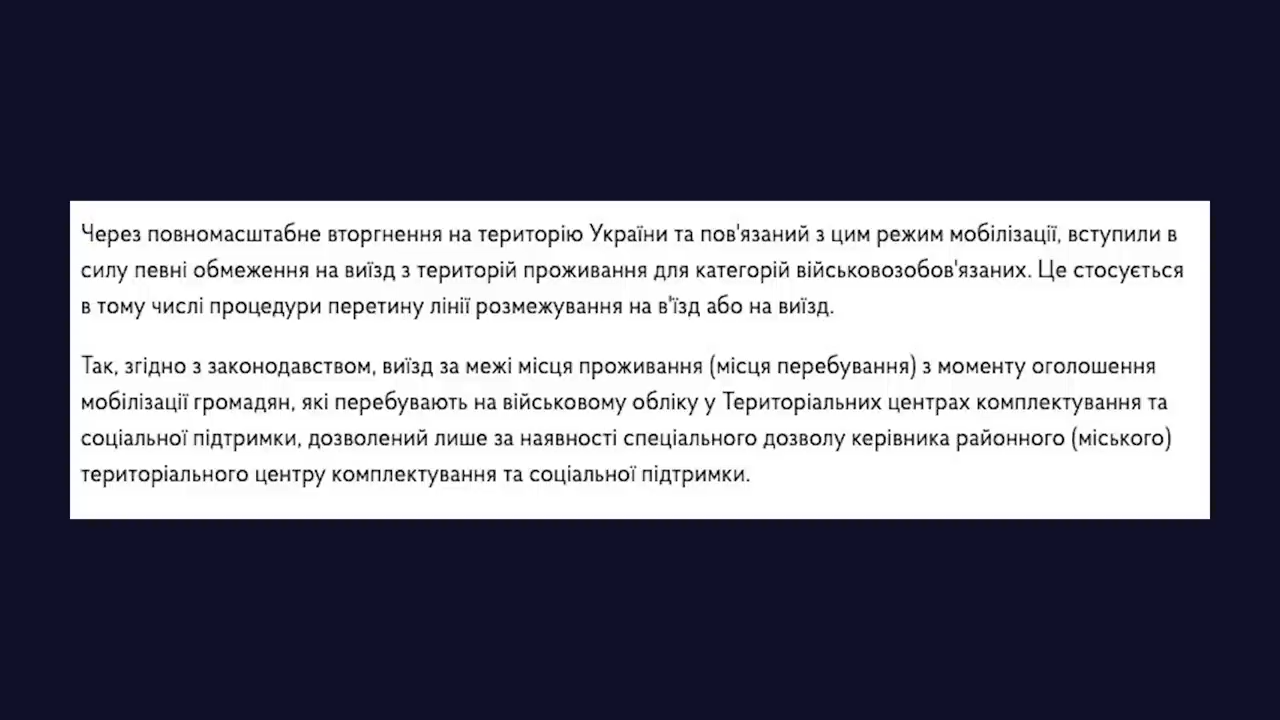 Через повномасштабне вторгнення на територію України та пов'язаний з цим режим мобілізації, вступили в
силу певні обмеження на виїзд з територій проживання для категорій військовозобов'язаних. Це стосується
в тому числі процедури перетину лінії розмежування на в'їзд або на виїзд.
Так, згідно з законодавством, виїзд за межі місця проживання (місця перебування) з моменту оголошення
мобілізації громадян, які перебувають на військовому обліку у Територіальних центрах комплектування та
соціальної підтримки, дозволений лише за наявності спеціального дозволу керівника районного (міського)
територіального центру комплектування та соціальної підтримки.